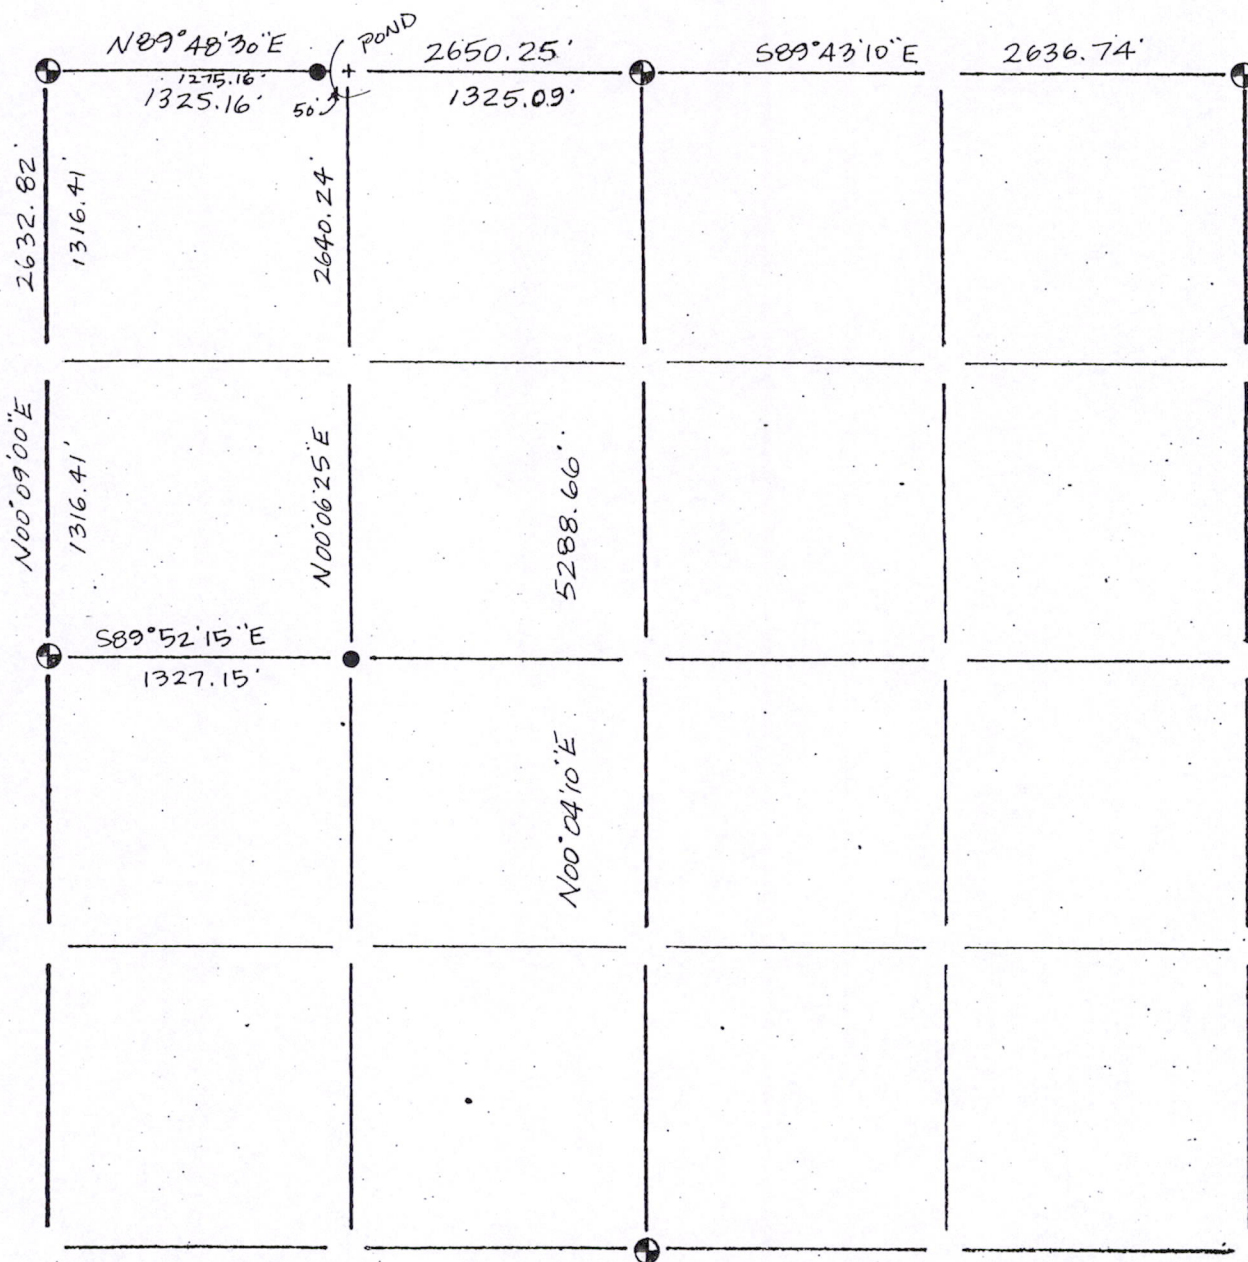 N89°48'30"E
POND
2650.25'
S89°43'10"E
2636.74'
1275.16'
1325.16'
50'
1325.09'
2632.82'
1316.41'
2640.24'
N00°09'00"E
1316.41'
N00°06'25"E
5288.66'
S89°52'15"E
1327.15'
N00°04'10"E